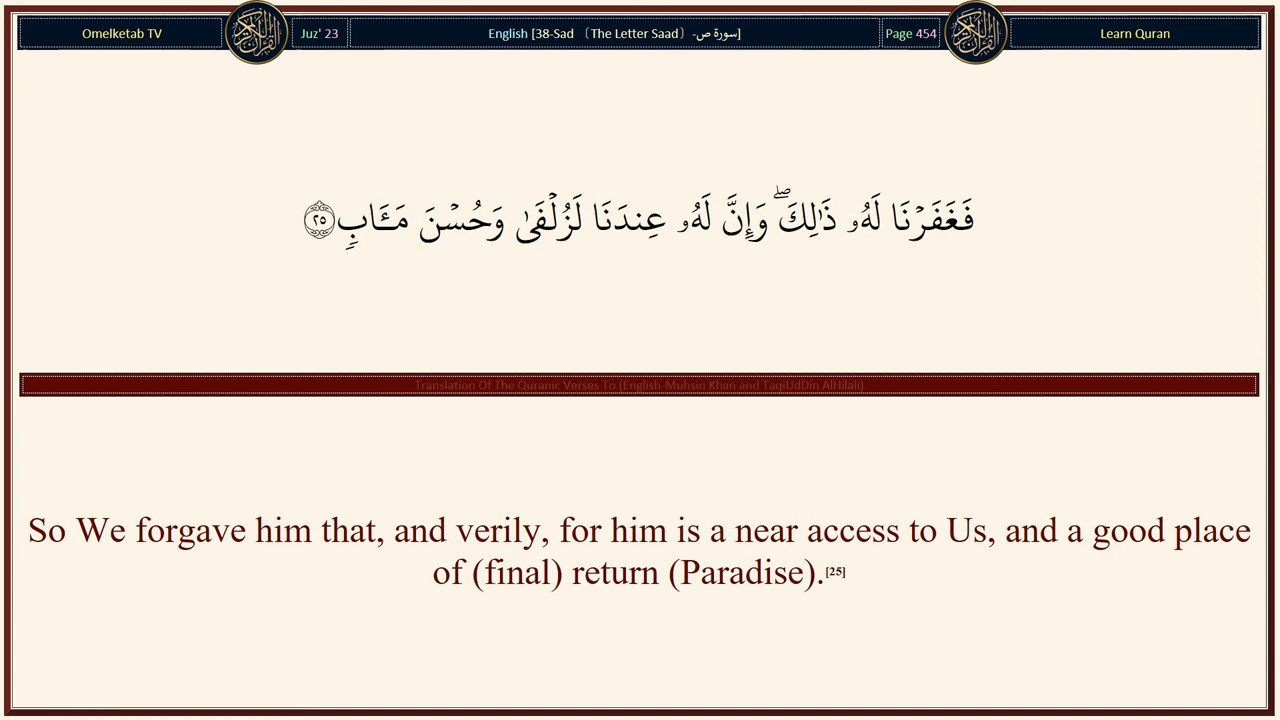 Omelketab TV
Juz' 23
English [38-Sad （The Letter Saad）-سورة ص]
Page 454
Learn Quran
فَغَفَرۡنَا لَهُۥ ذَٰلِكَۖ وَإِنَّ لَهُۥ عِندَنَا لَزُلۡفَىٰ وَحُسۡنَ مَـَٔابٖ ٢٥
Translation Of The Quranic Verses To (English-Muhsin Khan and TaqiUdDin AlHilali)
So We forgave him that, and verily, for him is a near access to Us, and a good place
of (final) return (Paradise).[25]